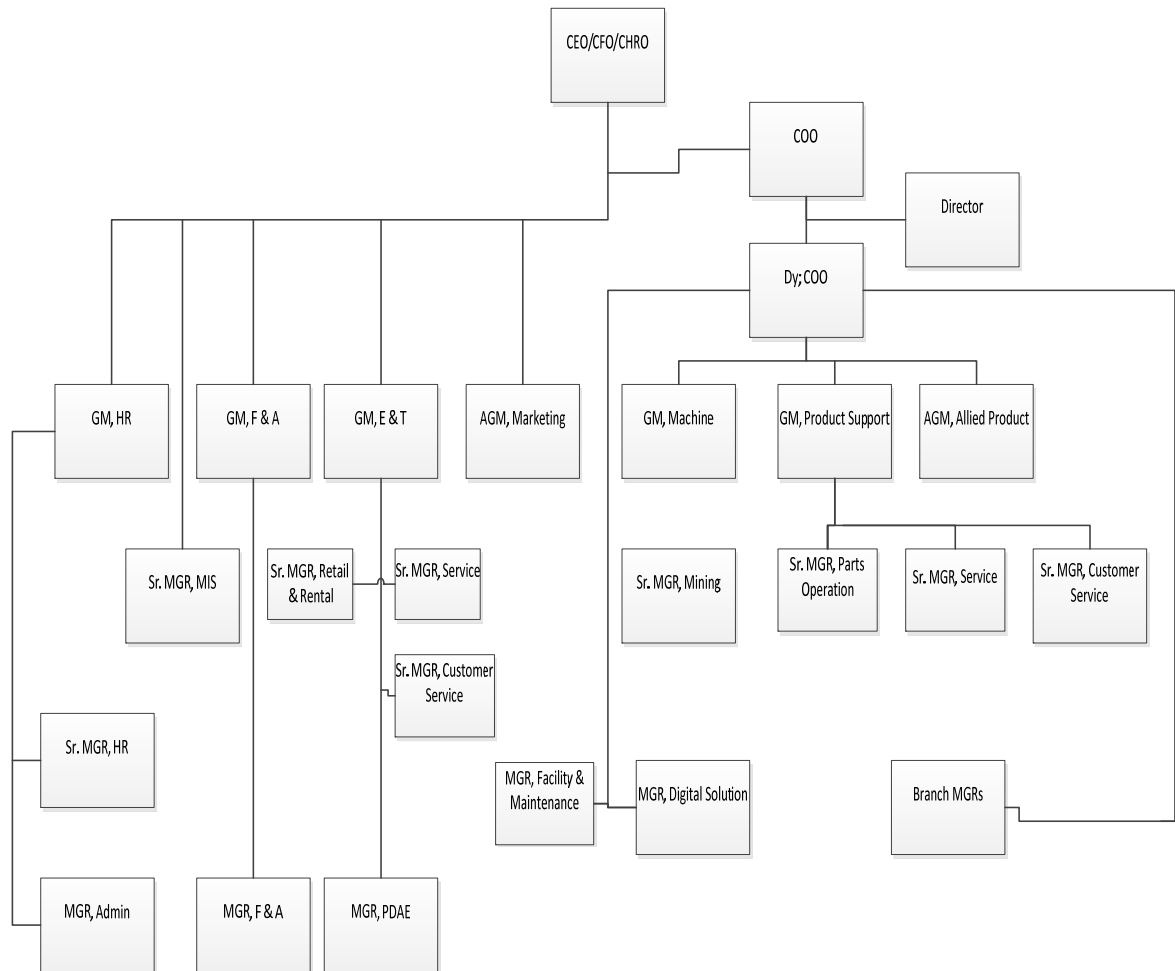 CEO/CFO/CHRO
COO
Director
Dy; COO
GM, HR
GM, F & A
GM, E & T
AGM, Marketing
GM, Machine
GM, Product Support
AGM, Allied Product
Sr. MGR, MIS
Sr. MGR, Retail
& Rental
Sr. MGR, Service
Sr. MGR, Mining
Sr. MGR, Parts
Operation
Sr. MGR, Service
Sr. MGR, Customer
Service
Sr. MGR, Customer
Service
Sr. MGR, HR
MGR, Facility &
Maintenance
MGR, Digital Solution
Branch MGRs
MGR, Admin
MGR, F & A
MGR, PDAE